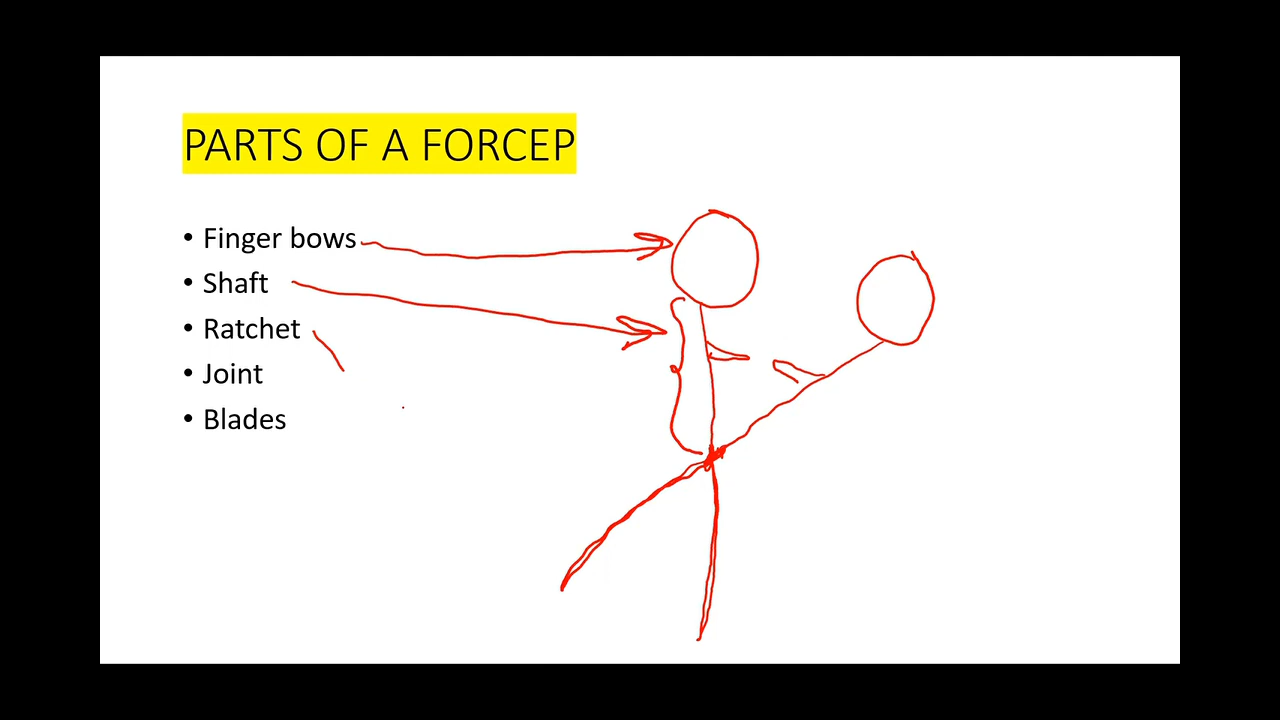 PARTS OF A FORCEP
• Finger bows
• Shaft
• Ratchet
• Joint
• Blades